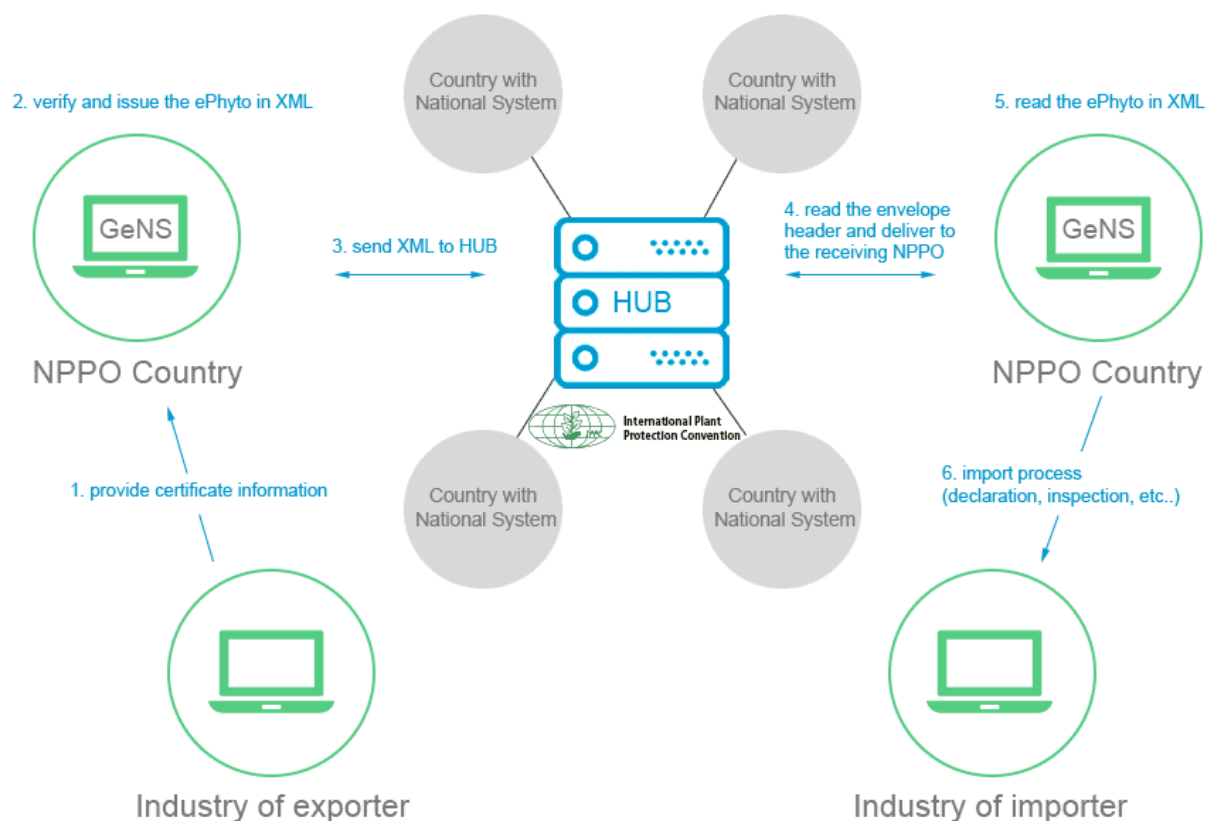 Country with
National System
Country with
National System
2. verify and issue the ePhyto in XML
5. read the ePhyto in XML
GeNS
GeNS
3. send XML to HUB
4. read the envelope
header and deliver to
the receiving NPPO
HUB
NPPO Country
NPPO Country
International Plant
Protection Convention
1. provide certificate information
Country with
National System
Country with
National System
6. import process
(declaration, inspection, etc..)
Industry of exporter
Industry of importer